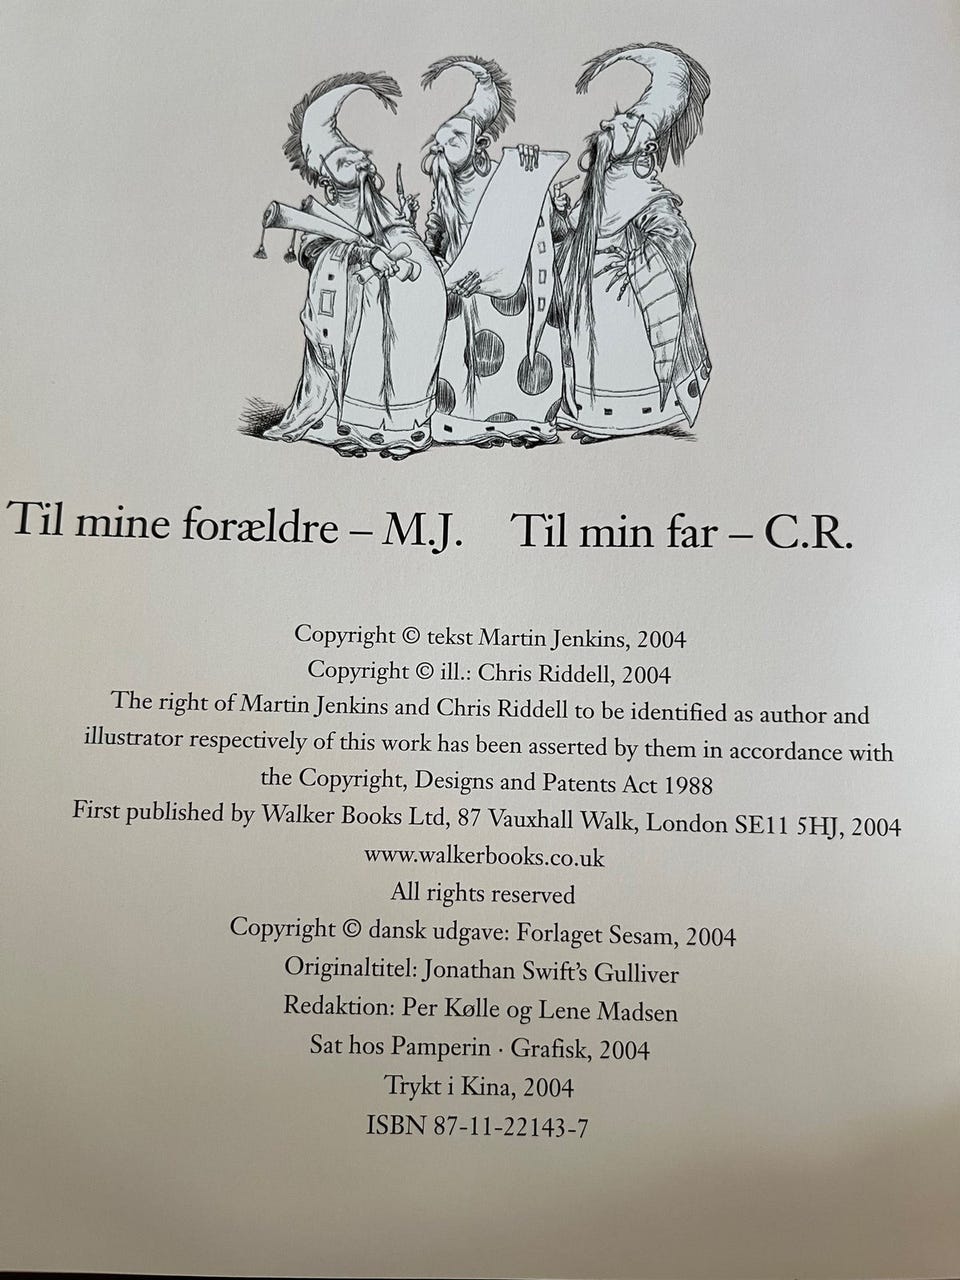 Til mine forældre – M.J. Til min far – C.R.
Copyright © tekst Martin Jenkins, 2004
Copyright © ill.: Chris Riddell, 2004
The right of Martin Jenkins and Chris Riddell to be identified as author and
illustrator respectively of this work has been asserted by them in accordance with
the Copyright, Designs and Patents Act 1988
First published by Walker Books Ltd, 87 Vauxhall Walk, London SE11 5HJ, 2004
www.walkerbooks.co.uk
All rights reserved
Copyright © dansk udgave: Forlaget Sesam, 2004
Originaltitel: Jonathan Swift's Gulliver
Redaktion: Per Kølle og Lene Madsen
Sat hos Pamperin · Grafisk, 2004
Trykt i Kina, 2004
ISBN 87-11-22143-7